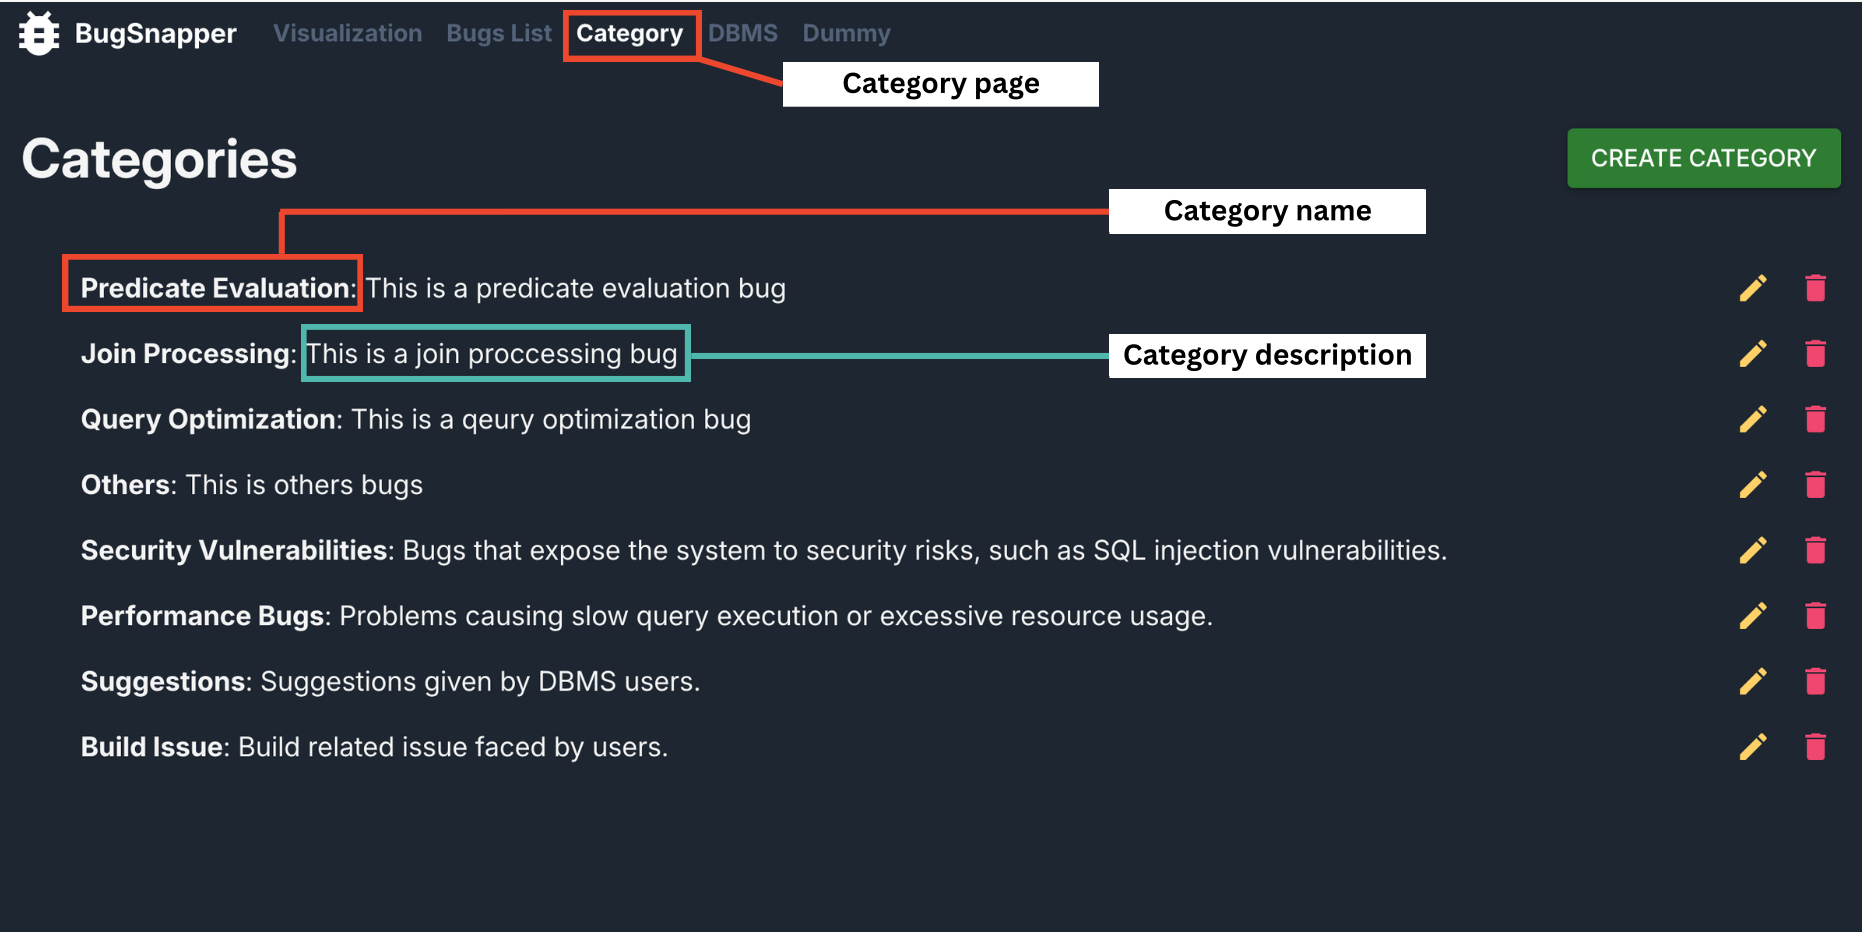 BugSnapper Visualization Bugs List Category DBMS Dummy
Category page
Categories
CREATE CATEGORY
Category name
Predicate Evaluation: This is a predicate evaluation bug
Join Processing: This is a join proccessing bug
Category description
Query Optimization: This is a qeury optimization bug
Others: This is others bugs
Security Vulnerabilities: Bugs that expose the system to security risks, such as SQL injection vulnerabilities.
Performance Bugs: Problems causing slow query execution or excessive resource usage.
Suggestions: Suggestions given by DBMS users.
Build Issue: Build related issue faced by users.